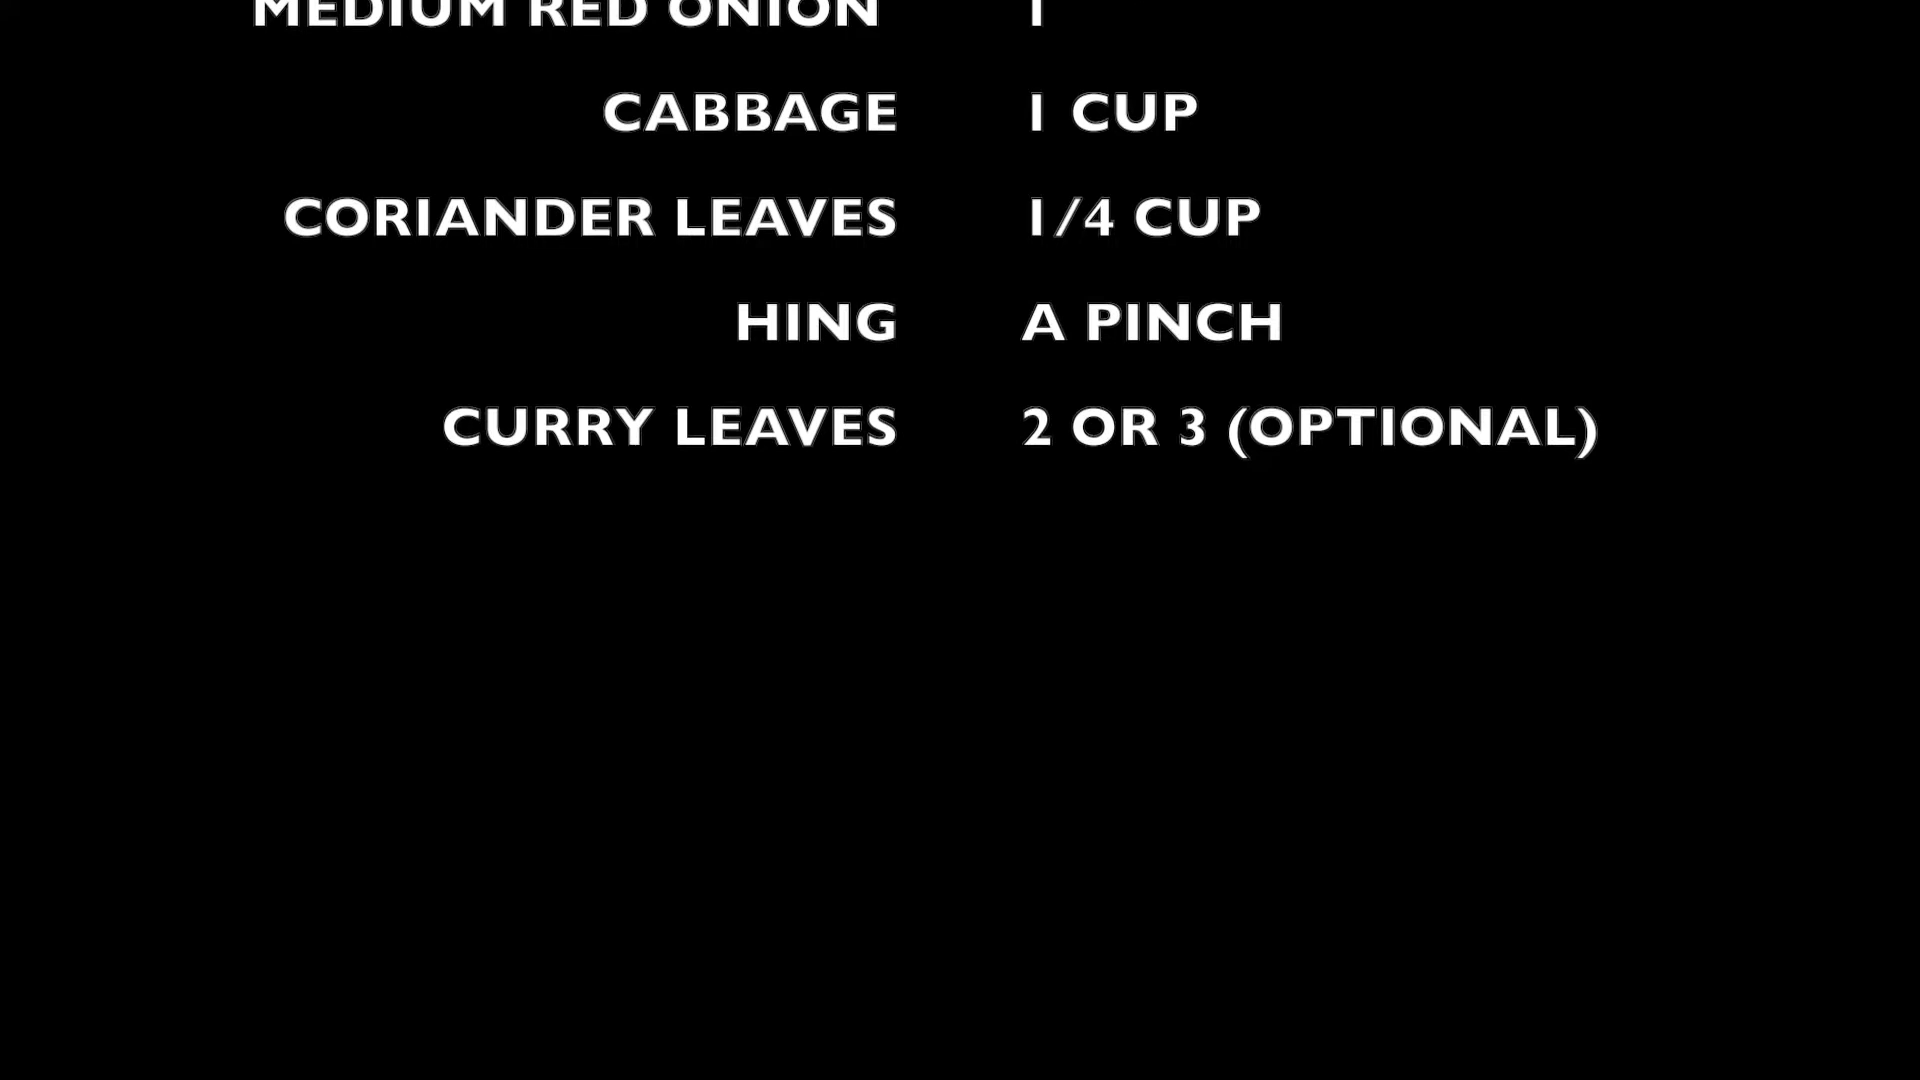 MEDIUM RED ONION 1
CABBAGE 1 CUP
CORIANDER LEAVES 1/4 CUP
HING A PINCH
CURRY LEAVES 2 OR 3 (OPTIONAL)